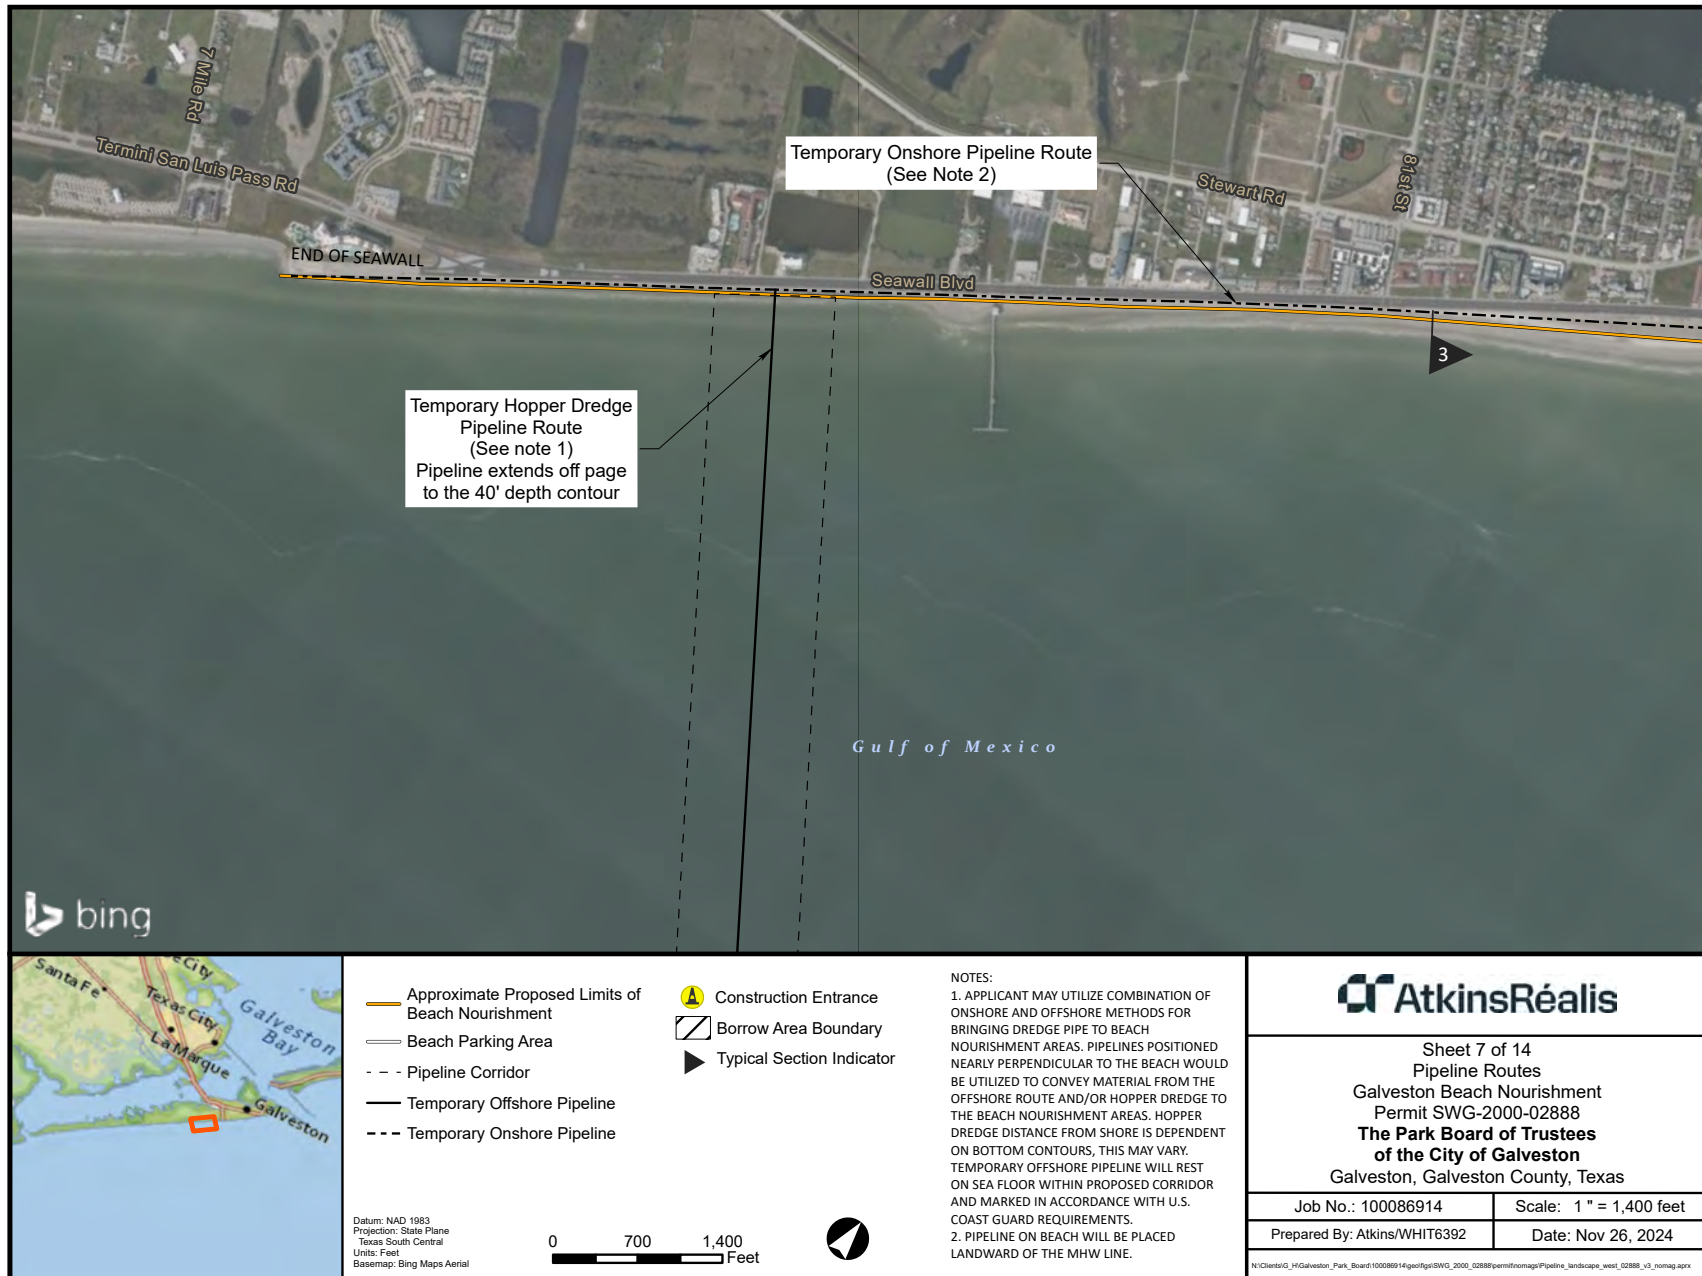 7 Mile Rd
Termini San Luis Pass Rd
END OF SEAWALL
Temporary Onshore Pipeline Route
(See Note 2)
Stewart Rd
81st St
Seawall Blvd
3
Temporary Hopper Dredge
Pipeline Route
(See note 1)
Pipeline extends off page
to the 40' depth contour
Gulf of Mexico
bing
Santa Fe
Texas City
La Marque
Galveston
Bay
Galveston
Approximate Proposed Limits of
Beach Nourishment
Beach Parking Area
Pipeline Corridor
Temporary Offshore Pipeline
Temporary Onshore Pipeline
Construction Entrance
Borrow Area Boundary
Typical Section Indicator
Datum: NAD 1983
Projection: State Plane
Texas South Central
Units: Feet
Basemap: Bing Maps Aerial
0 700 1,400
Feet
NOTES:
1. APPLICANT MAY UTILIZE COMBINATION OF
ONSHORE AND OFFSHORE METHODS FOR
BRINGING DREDGE PIPE TO BEACH
NOURISHMENT AREAS. PIPELINES POSITIONED
NEARLY PERPENDICULAR TO THE BEACH WOULD
BE UTILIZED TO CONVEY MATERIAL FROM THE
OFFSHORE ROUTE AND/OR HOPPER DREDGE TO
THE BEACH NOURISHMENT AREAS. HOPPER
DREDGE DISTANCE FROM SHORE IS DEPENDENT
ON BOTTOM CONTOURS, THIS MAY VARY.
TEMPORARY OFFSHORE PIPELINE WILL REST
ON SEA FLOOR WITHIN PROPOSED CORRIDOR
AND MARKED IN ACCORDANCE WITH U.S.
COAST GUARD REQUIREMENTS.
2. PIPELINE ON BEACH WILL BE PLACED
LANDWARD OF THE MHW LINE.
AtkinsRéalis
Sheet 7 of 14
Pipeline Routes
Galveston Beach Nourishment
Permit SWG-2000-02888
The Park Board of Trustees
of the City of Galveston
Galveston, Galveston County, Texas
Job No.: 100086914
Scale: 1 " = 1,400 feet
Prepared By: Atkins/WHIT6392
Date: Nov 26, 2024
N:\Clients\G_H\Galveston_Park_Board\100086914\geo\figs\SWG_2000_02888\permit\nomags\Pipeline_landscape_west_02888_v3_nomag.aprx